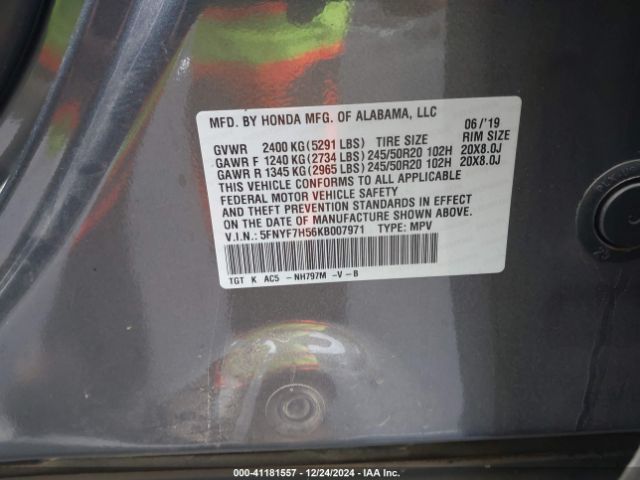 MFD. BY HONDA MFG. OF ALABAMA, LLC 06/'19
GVWR 2400 KG (5291 LBS) TIRE SIZE RIM SIZE
GAWR F 1240 KG (2734 LBS) 245/50R20 102H 20X8.0J
GAWR R 1345 KG (2965 LBS) 245/50R20 102H 20X8.0J
THIS VEHICLE CONFORMS TO ALL APPLICABLE
FEDERAL MOTOR VEHICLE SAFETY
AND THEFT PREVENTION STANDARDS IN EFFECT
ON THE DATE OF MANUFACTURE SHOWN ABOVE.
V.I.N.: 5FNYF7H56KB007971 TYPE: MPV
TGT K AC5 -NH797M -V-B
000-41181557 - 12/24/2024 - IAA Inc.